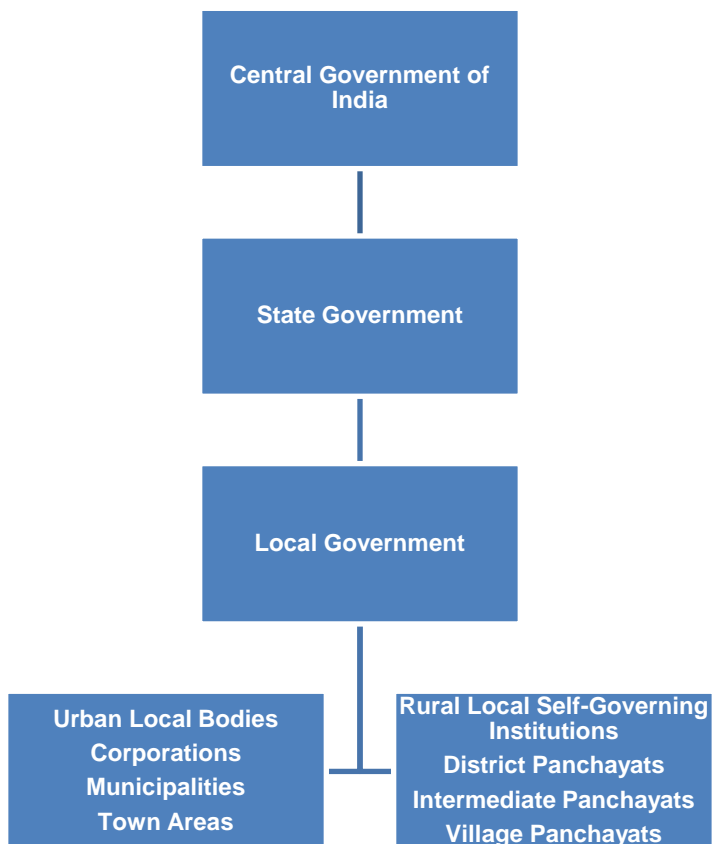 Central Government of
India
State Government
Local Government
Urban Local Bodies
Corporations
Municipalities
Town Areas
Rural Local Self-Governing
Institutions
District Panchayats
Intermediate Panchayats
Village Panchayats